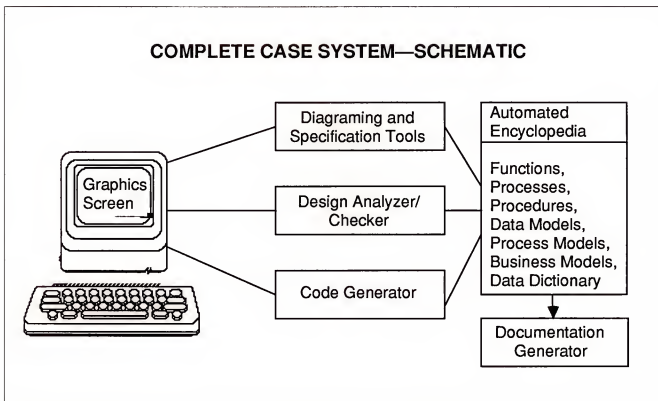 COMPLETE CASE SYSTEM—SCHEMATIC
Graphics
Screen
Diagraming and
Specification Tools
Design Analyzer/
Checker
Code Generator
Automated
Encyclopedia
Functions,
Processes,
Procedures,
Data Models,
Process Models,
Business Models,
Data Dictionary
Documentation
Generator